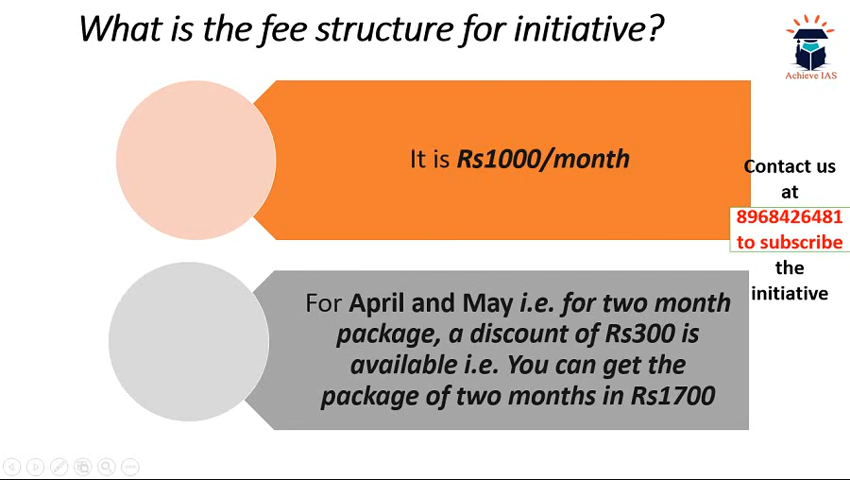 What is the fee structure for initiative?
Achieve IAS
It is Rs1000/month
Contact us
at
8968426481
to subscribe
the
initiative
For April and May i.e. for two month
package, a discount of Rs300 is
available i.e. You can get the
package of two months in Rs1700